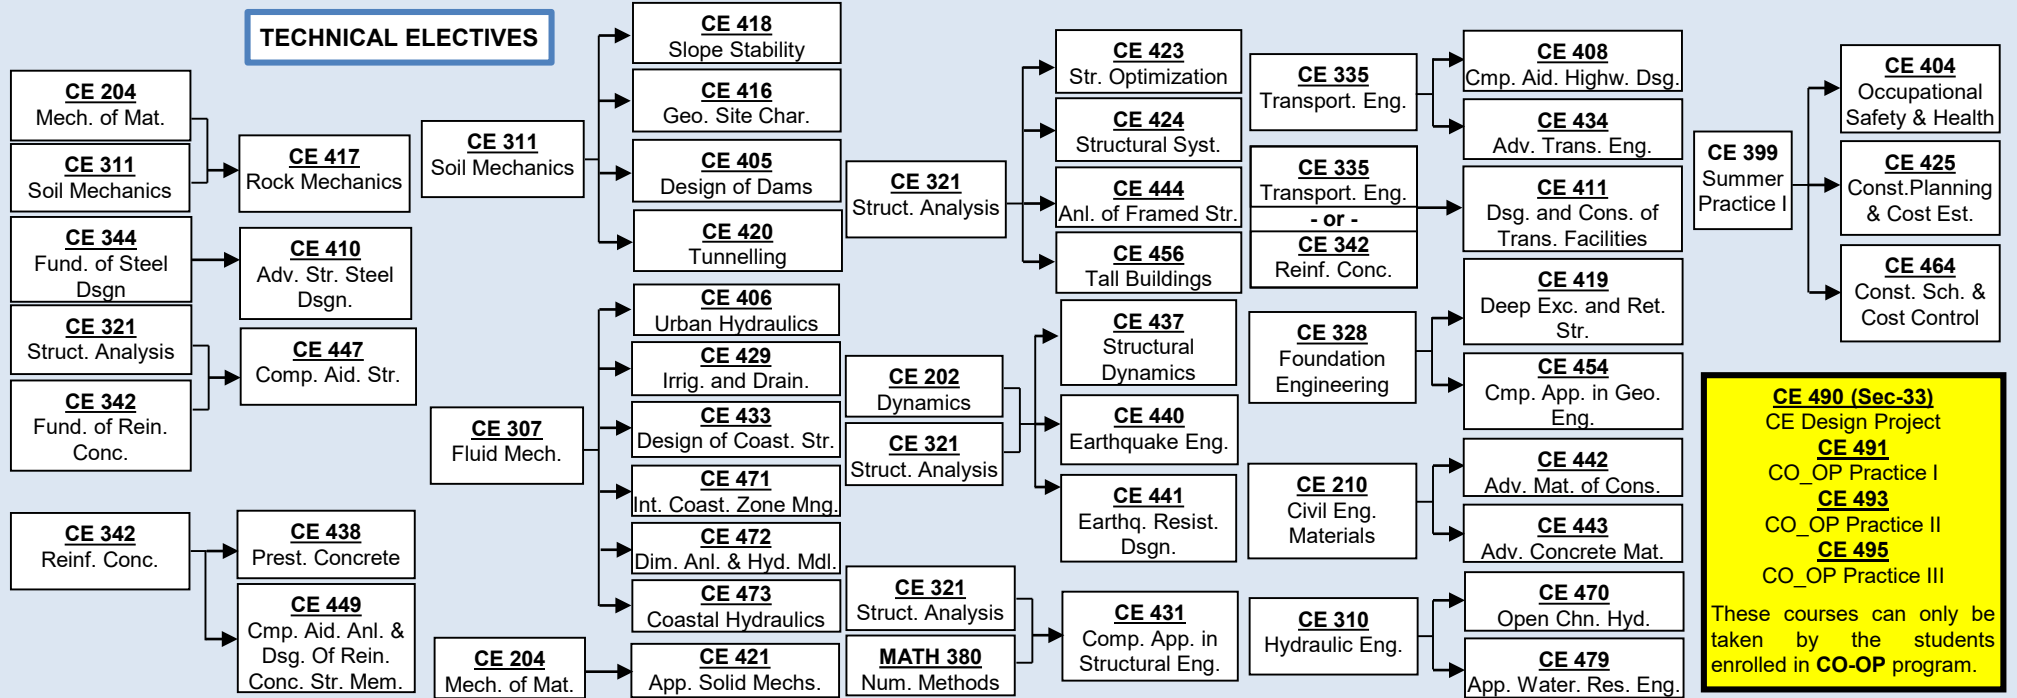 TECHNICAL ELECTIVES
CE 204
Mech. of Mat.
CE 311
Soil Mechanics
CE 417
Rock Mechanics
CE 344
Fund. of Steel
Dsgn
CE 410
Adv. Str. Steel
Dsgn.
CE 321
Struct. Analysis
CE 342
Fund. of Rein.
Conc.
CE 447
Comp. Aid. Str.
CE 342
Reinf. Conc.
CE 438
Prest. Concrete
CE 449
Cmp. Aid. Anl. &
Dsg. Of Rein.
Conc. Str. Mem.
CE 311
Soil Mechanics
CE 418
Slope Stability
CE 416
Geo. Site Char.
CE 405
Design of Dams
CE 420
Tunnelling
CE 307
Fluid Mech.
CE 406
Urban Hydraulics
CE 429
Irrig. and Drain.
CE 433
Design of Coast. Str.
CE 471
Int. Coast. Zone Mng.
CE 472
Dim. Anl. & Hyd. Mdl.
CE 473
Coastal Hydraulics
CE 204
Mech. of Mat.
CE 421
App. Solid Mechs.
CE 321
Struct. Analysis
CE 423
Str. Optimization
CE 424
Structural Syst.
CE 444
Anl. of Framed Str.
CE 456
Tall Buildings
CE 202
Dynamics
CE 321
Struct. Analysis
CE 437
Structural
Dynamics
CE 440
Earthquake Eng.
CE 441
Earthq. Resist.
Dsgn.
CE 321
Struct. Analysis
MATH 380
Num. Methods
CE 431
Comp. App. in
Structural Eng.
CE 335
Transport. Eng.
CE 408
Cmp. Aid. Highw. Dsg.
CE 434
Adv. Trans. Eng.
CE 335
Transport. Eng.
- or -
CE 342
Reinf. Conc.
CE 411
Dsg. and Cons. of
Trans. Facilities
CE 328
Foundation
Engineering
CE 419
Deep Exc. and Ret.
Str.
CE 454
Cmp. App. in Geo.
Eng.
CE 210
Civil Eng.
Materials
CE 442
Adv. Mat. of Cons.
CE 443
Adv. Concrete Mat.
CE 310
Hydraulic Eng.
CE 470
Open Chn. Hyd.
CE 479
App. Water. Res. Eng.
CE 399
Summer
Practice I
CE 404
Occupational
Safety & Health
CE 425
Const.Planning
& Cost Est.
CE 464
Const. Sch. &
Cost Control
CE 490 (Sec-33)
CE Design Project
CE 491
CO_OP Practice I
CE 493
CO_OP Practice II
CE 495
CO_OP Practice III
These courses can only be
taken by the students
enrolled in CO-OP program.